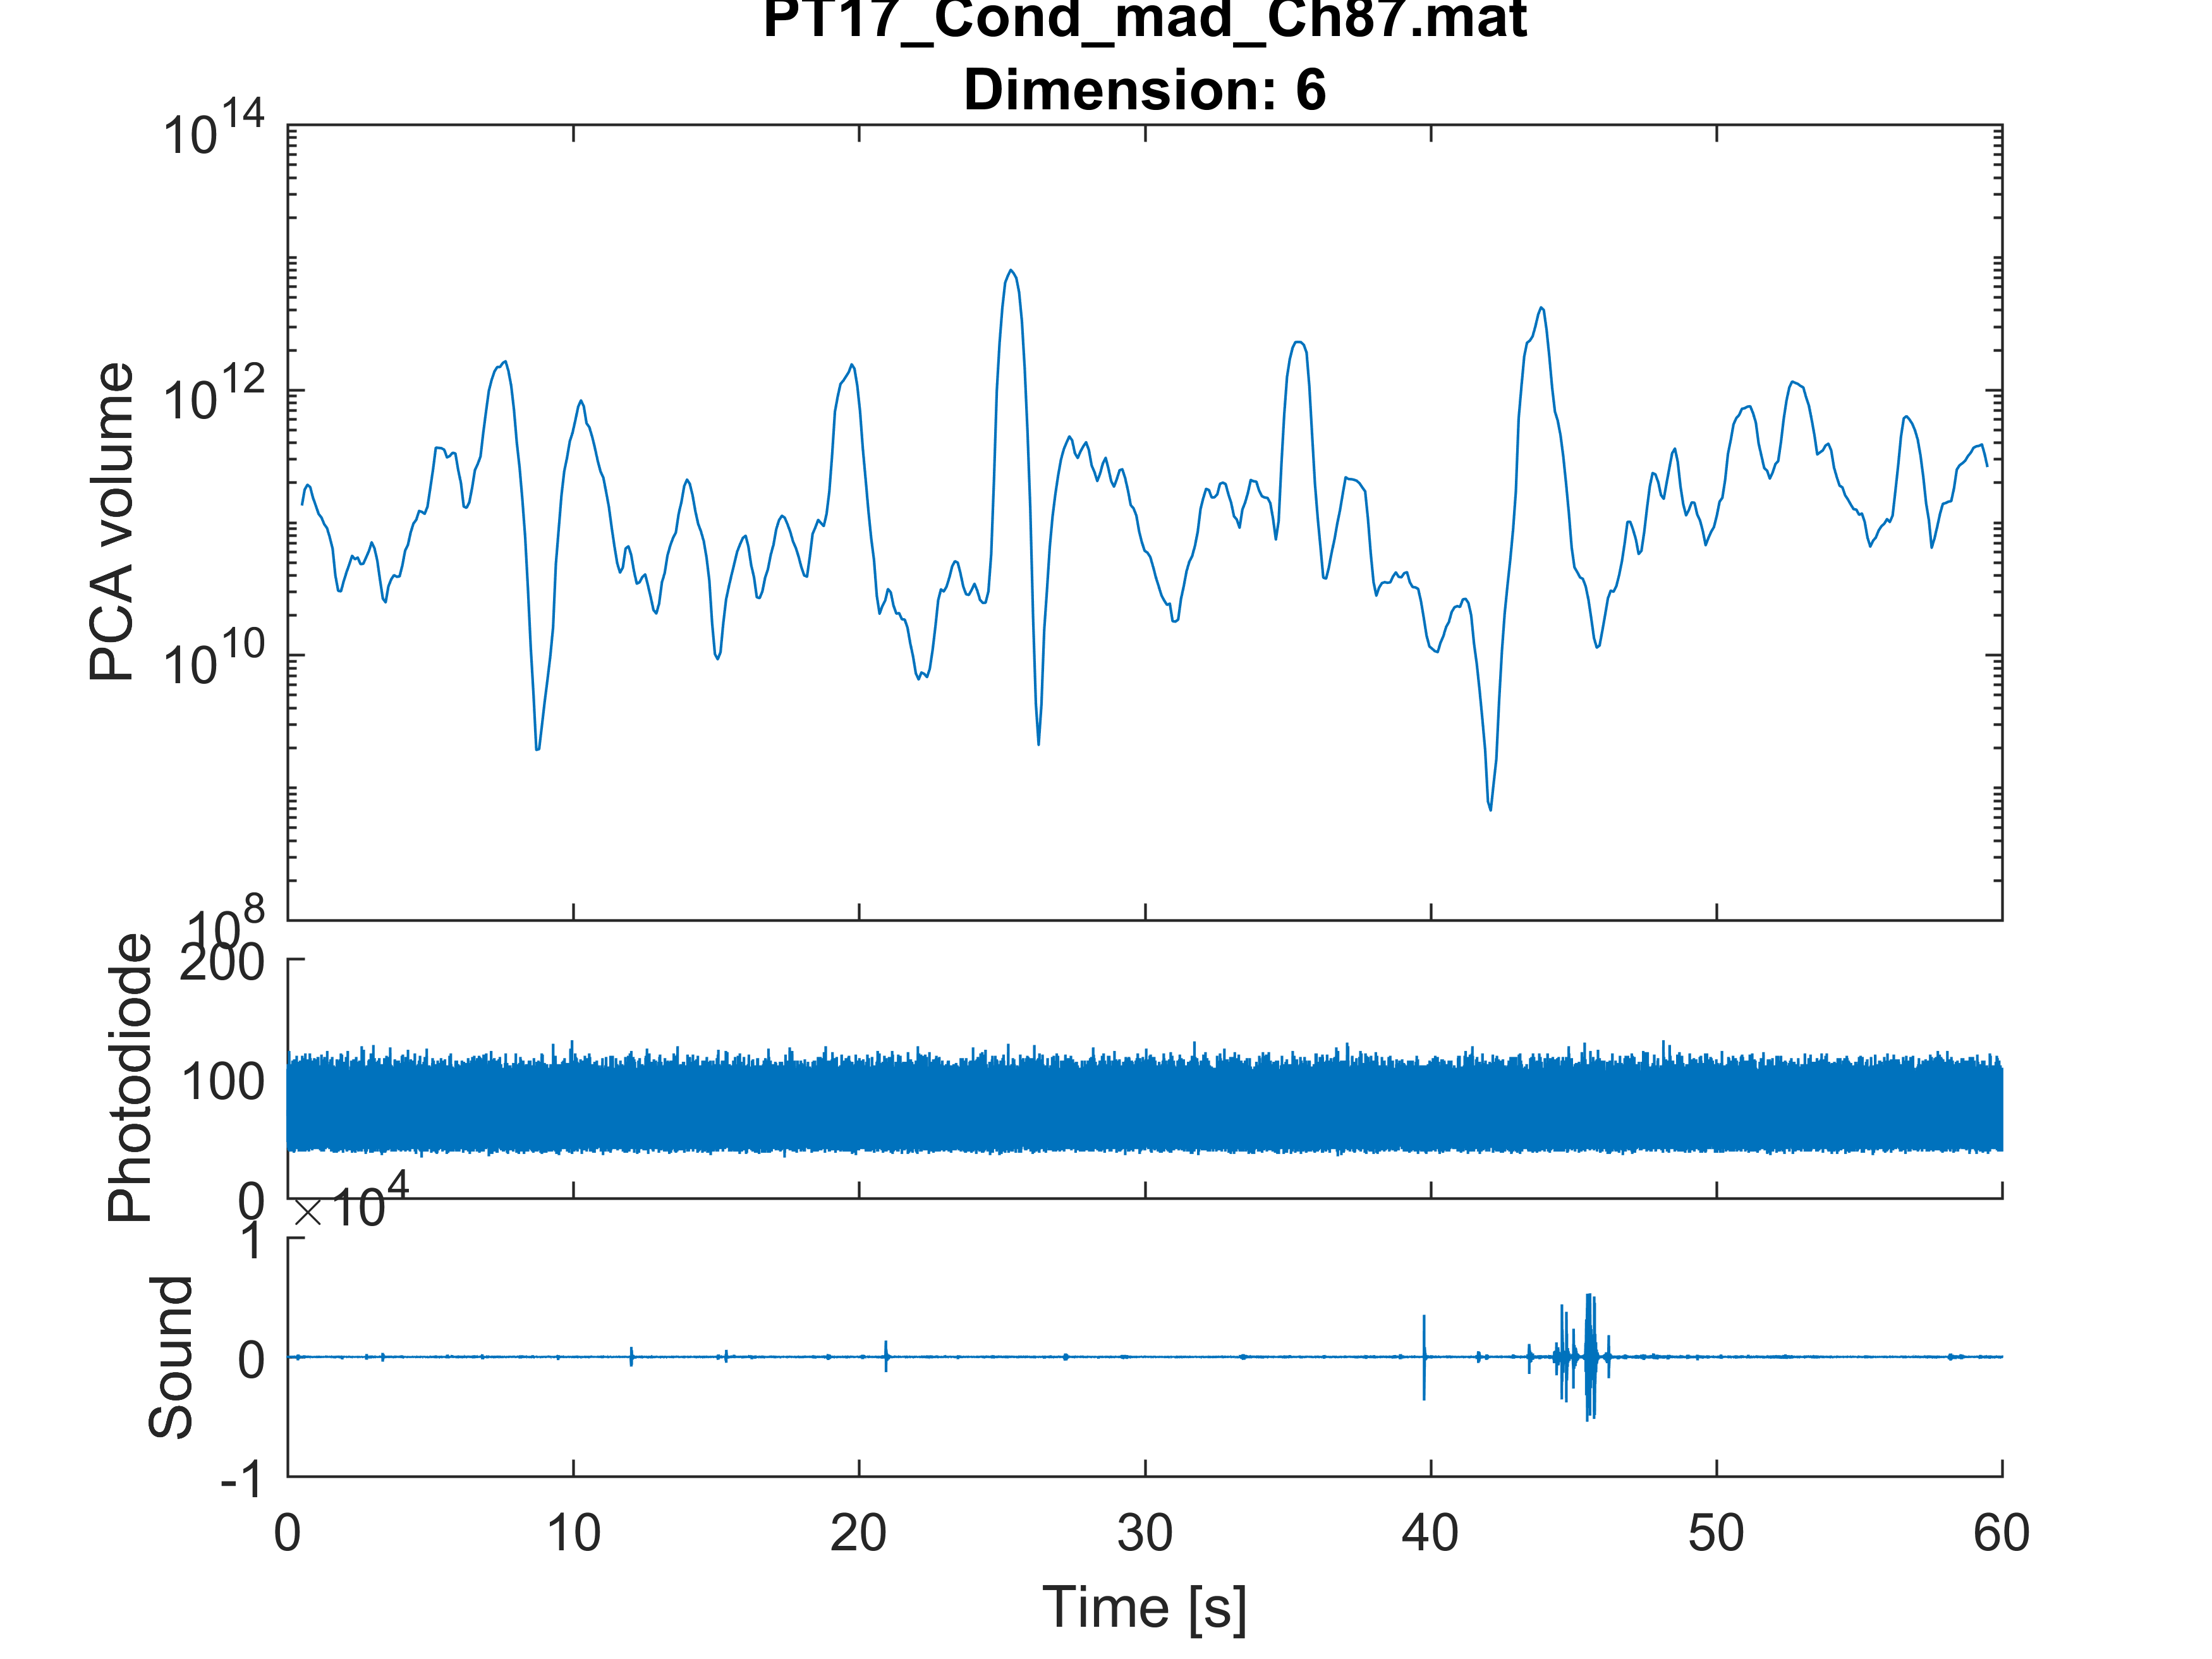 PT17_Cond_mad_Ch87.mat
Dimension: 6
10^14
10^12
10^10
10^8
PCA volume
200
100
0
Photodiode
×10^4
1
0
-1
Sound
0 10 20 30 40 50 60
Time [s]